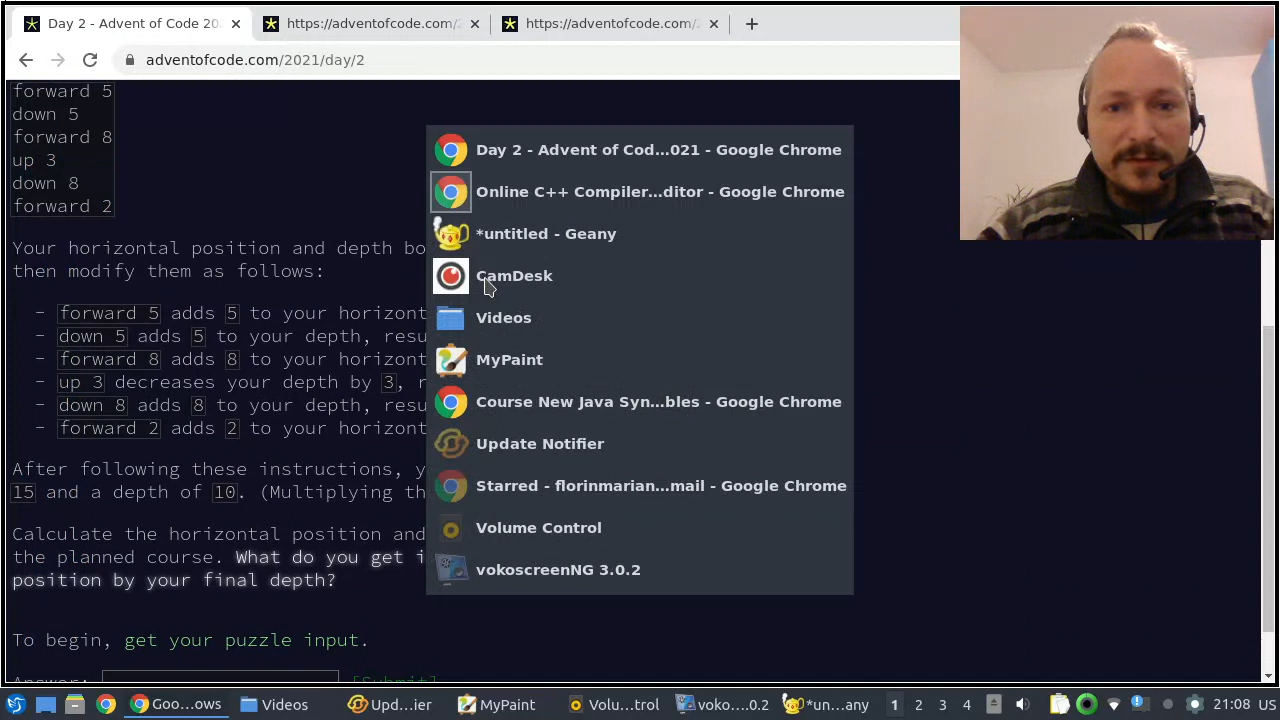 Day 2 - Advent of Code 20
https://adventofcode.com/
https://adventofcode.com/
adventofcode.com/2021/day/2
forward 5
down 5
forward 8
up 3
down 8
forward 2
Your horizontal position and depth bo
then modify them as follows:
- forward 5 adds 5 to your horizont
- down 5 adds 5 to your depth, resu
- forward 8 adds 8 to your horizont
- up 3 decreases your depth by 3, r
- down 8 adds 8 to your depth, resu
- forward 2 adds 2 to your horizont
After following these instructions, y
15 and a depth of 10. (Multiplying th
Calculate the horizontal position and
the planned course. What do you get i
position by your final depth?
To begin, get your puzzle input.
Answer: [Submit]
Day 2 - Advent of Cod...021 - Google Chrome
Online C++ Compiler...ditor - Google Chrome
*untitled - Geany
CamDesk
Videos
MyPaint
Course New Java Syn...bles - Google Chrome
Update Notifier
Starred - florinmarian...mail - Google Chrome
Volume Control
vokoscreenNG 3.0.2
Goo...ows
Videos
Upd...ier
MyPaint
Volu...trol
voko...0.2
*un...any
1 2 3 4
21:08 US